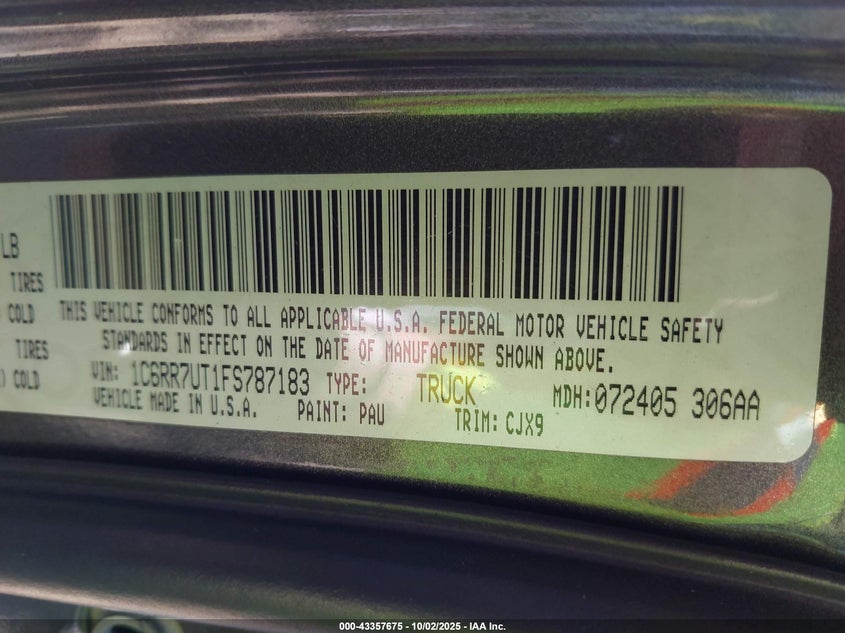 LB
TIRES
COLD
TIRES
) COLD
THIS VEHICLE CONFORMS TO ALL APPLICABLE U.S.A. FEDERAL MOTOR VEHICLE SAFETY
STANDARDS IN EFFECT ON THE DATE OF MANUFACTURE SHOWN ABOVE.
VIN: 1C6RR7UT1FS787183 TYPE: TRUCK MDH:072405 306AA
VEHICLE MADE IN U.S.A. PAINT: PAU TRIM: CJX9
000-43357675 - 10/02/2025 - IAA Inc.